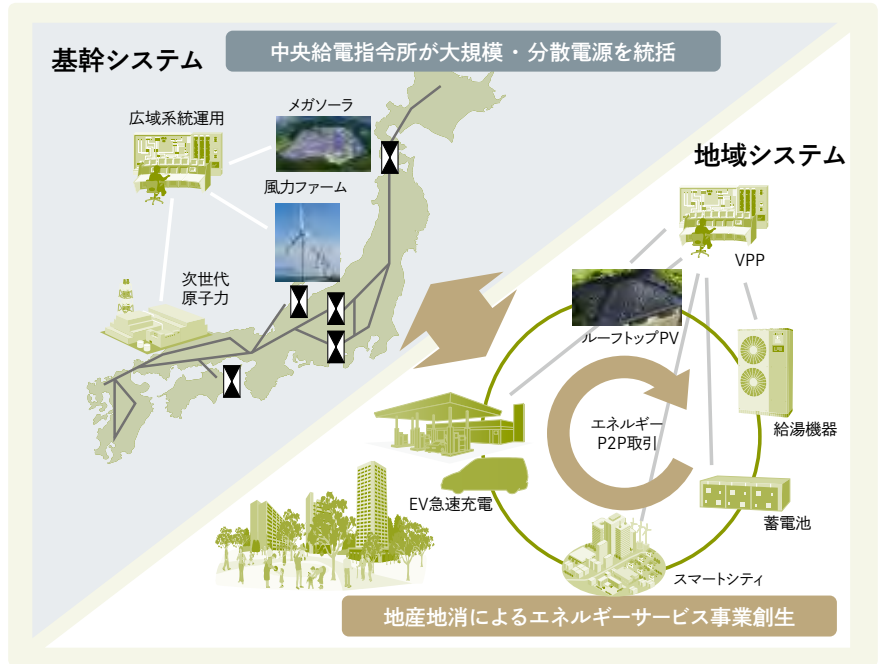 基幹システム
中央給電指令所が大規模・分散電源を統括
広域系統運用
メガソーラ
風力ファーム
次世代
原子力
地域システム
VPP
ルーフトップPV
給湯機器
エネルギー
P2P取引
EV急速充電
蓄電池
スマートシティ
地産地消によるエネルギーサービス事業創生